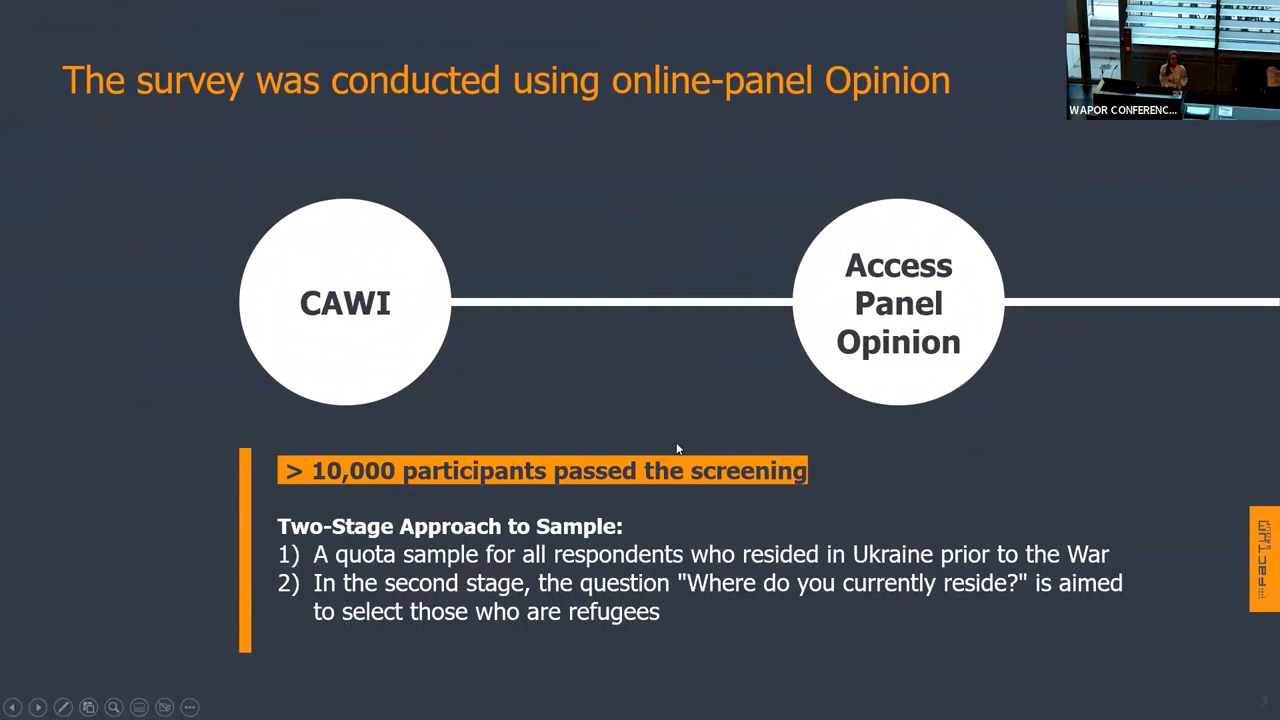 The survey was conducted using online-panel Opinion
WAPOR CONFERENC...
CAWI
Access
Panel
Opinion
> 10,000 participants passed the screening
Two-Stage Approach to Sample:
1) A quota sample for all respondents who resided in Ukraine prior to the War
2) In the second stage, the question "Where do you currently reside?" is aimed
to select those who are refugees
FACTUM
GROUP
3